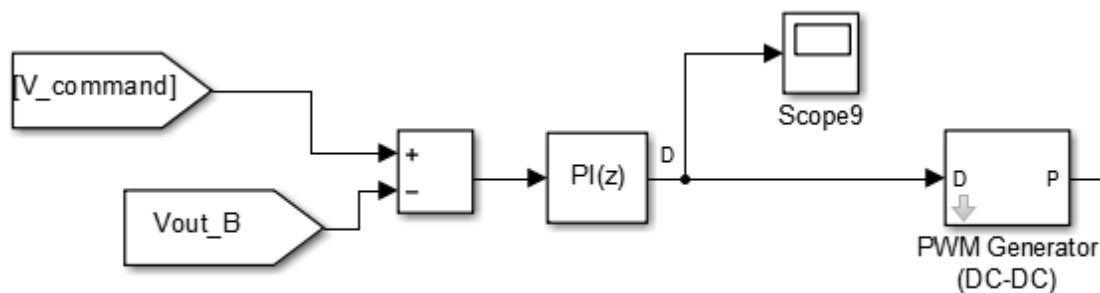 [V_command]
Vout_B
+
−
PI(z)
D
Scope9
D
P
PWM Generator
(DC-DC)